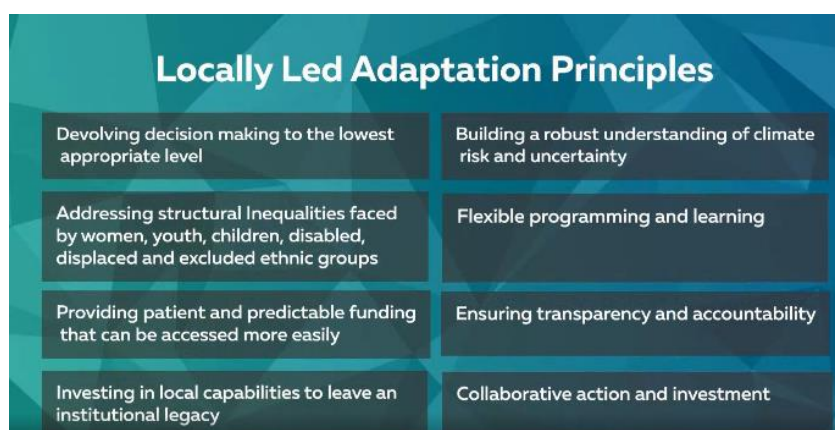 Locally Led Adaptation Principles
Devolving decision making to the lowest
appropriate level
Addressing structural Inequalities faced
by women, youth, children, disabled,
displaced and excluded ethnic groups
Providing patient and predictable funding
that can be accessed more easily
Investing in local capabilities to leave an
institutional legacy
Building a robust understanding of climate
risk and uncertainty
Flexible programming and learning
Ensuring transparency and accountability
Collaborative action and investment